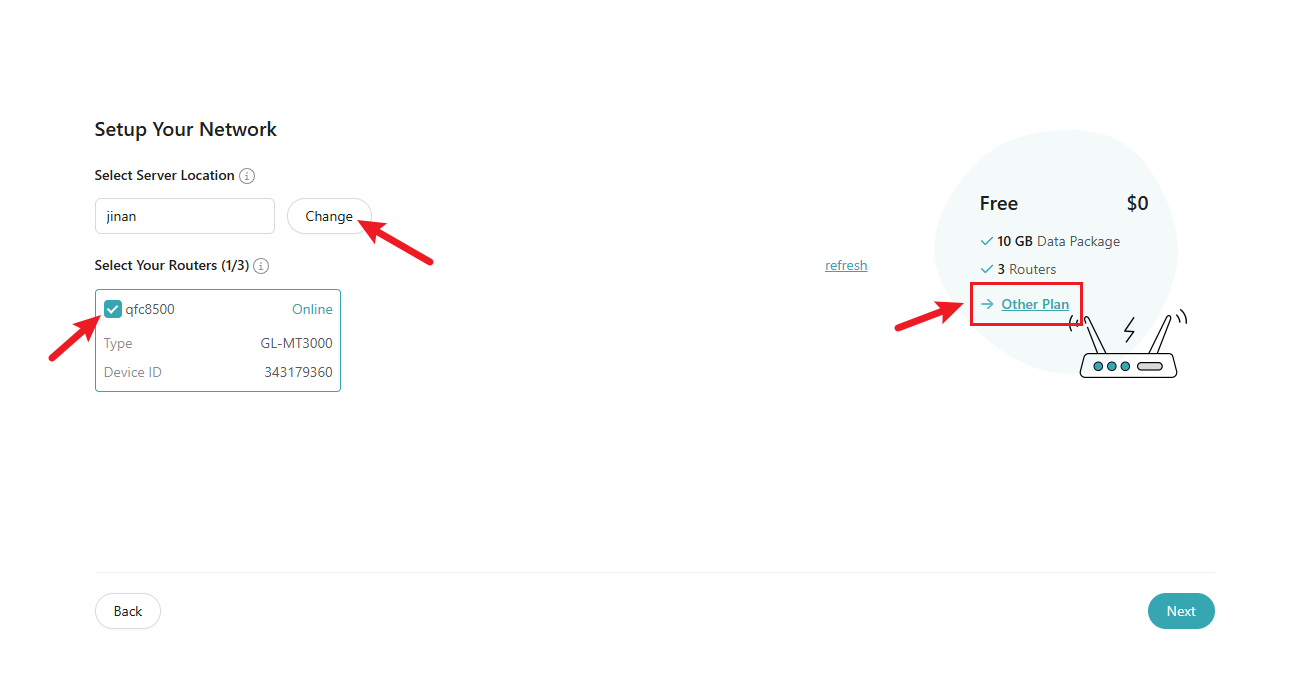 Setup Your Network
Select Server Location
jinan
Change
Select Your Routers (1/3)
refresh
qfc8500
Online
Type
GL-MT3000
Device ID
343179360
Free
$0
10 GB Data Package
3 Routers
Other Plan
Back
Next